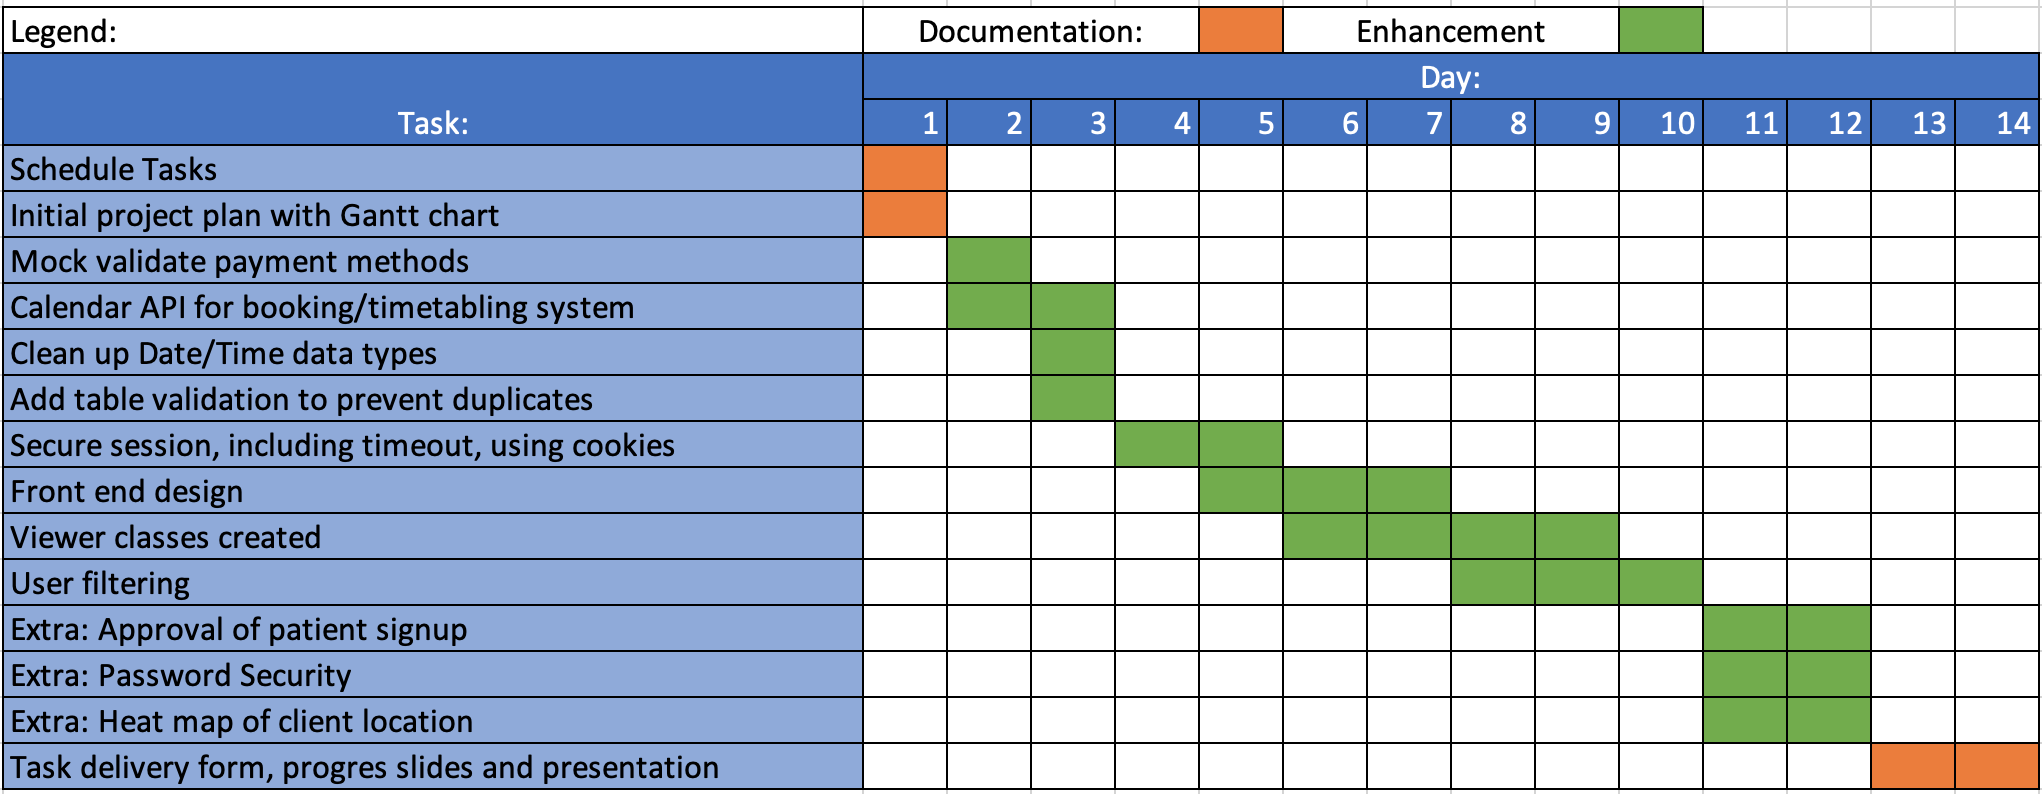 Legend: Documentation: Enhancement
Day:
Task: 1 2 3 4 5 6 7 8 9 10 11 12 13 14
Schedule Tasks
Initial project plan with Gantt chart
Mock validate payment methods
Calendar API for booking/timetabling system
Clean up Date/Time data types
Add table validation to prevent duplicates
Secure session, including timeout, using cookies
Front end design
Viewer classes created
User filtering
Extra: Approval of patient signup
Extra: Password Security
Extra: Heat map of client location
Task delivery form, progres slides and presentation